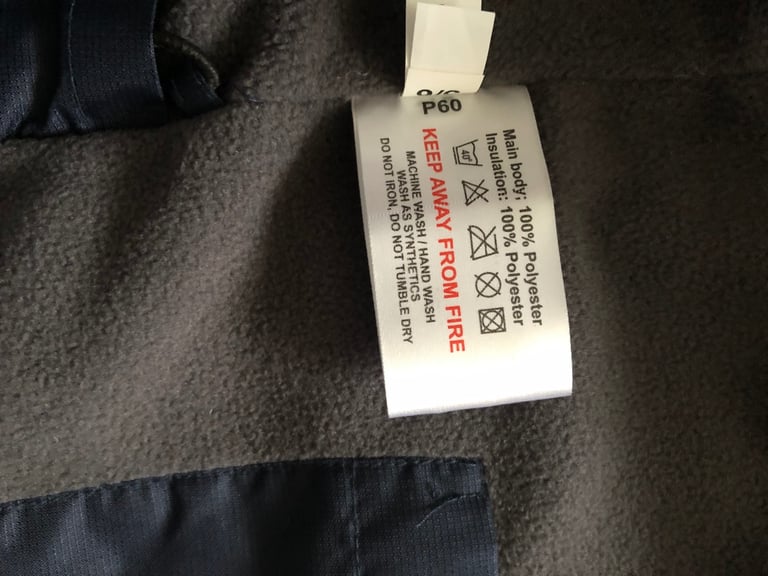 P60
Main body: 100% Polyester
Insulation: 100% Polyester
40°
KEEP AWAY FROM FIRE
MACHINE WASH / HAND WASH
WASH AS SYNTHETICS
DO NOT IRON, DO NOT TUMBLE DRY